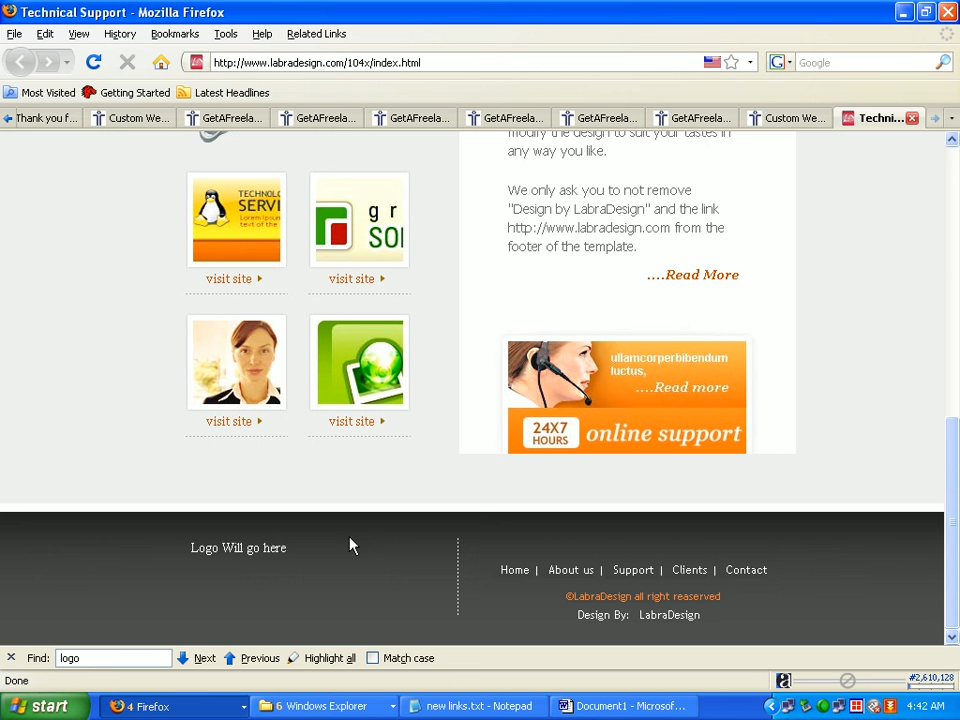 Technical Support - Mozilla Firefox
File Edit View History Bookmarks Tools Help Related Links
http://www.labradesign.com/104x/index.html
G Google
Most Visited Getting Started Latest Headlines
Thank you f... Custom We... GetAFreela... GetAFreela... GetAFreela... GetAFreela... GetAFreela... GetAFreela... Custom We... Techni...
modify the design to suit your tastes in
any way you like.
We only ask you to not remove
"Design by LabraDesign" and the link
http://www.labradesign.com from the
footer of the template.
....Read More
TECHNOLO
SERVI
Lorem Ipsu
text of the
g r
SOL
visit site
visit site
visit site
visit site
ullamcorperbibendum
luctus,
....Read more
24X7
HOURS
online support
Logo Will go here
Home | About us | Support | Clients | Contact
©LabraDesign all right reaserved
Design By: LabraDesign
Find: logo Next Previous Highlight all Match case
Done
#2,610,128
start 4 Firefox 6 Windows Explorer new links.txt - Notepad Document1 - Microsof... 4:42 AM